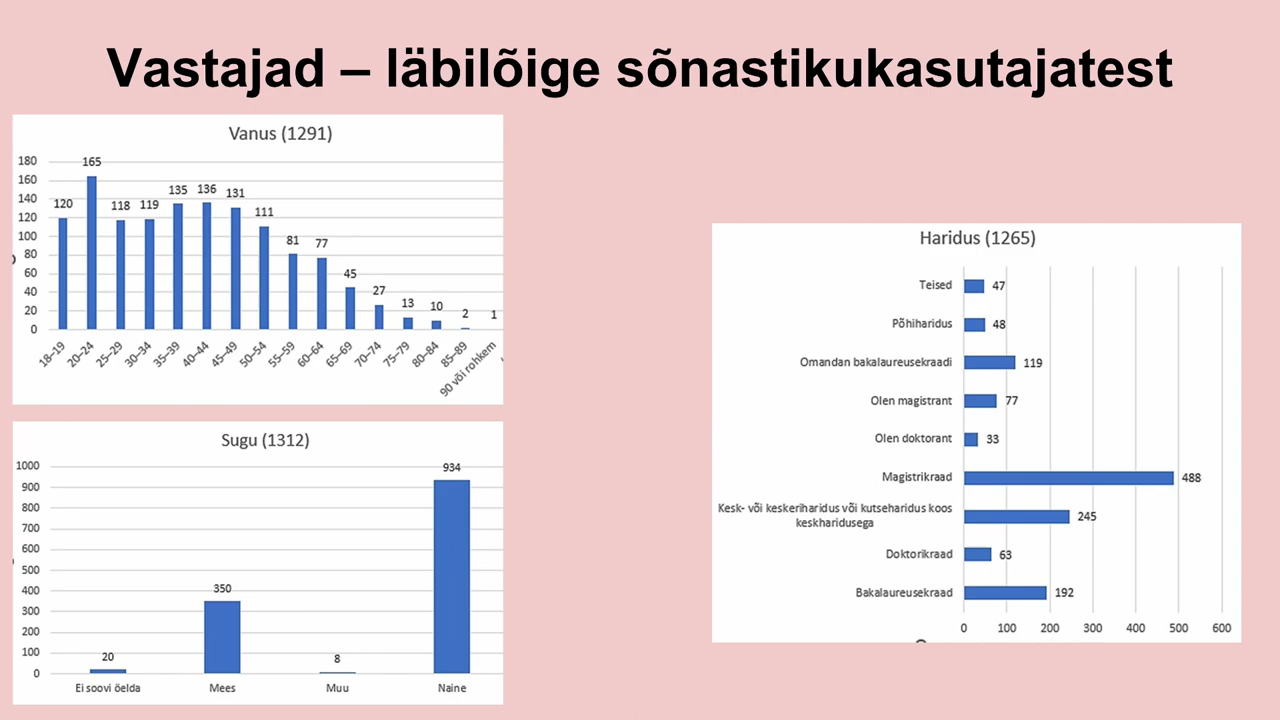 Vastajad – läbilõige sõnastikukasutajatest
Vanus (1291)
180
160
140
120
100
80
60
40
20
0
120
165
118
119
135
136
131
111
81
77
45
27
13
10
2
1
18–19
20–24
25–29
30–34
35–39
40–44
45–49
50–54
55–59
60–64
65–69
70–74
75–79
80–84
85–89
90 või rohkem
Sugu (1312)
1000
900
800
700
600
500
400
300
200
100
0
20
350
8
934
Ei soovi öelda
Mees
Muu
Naine
Haridus (1265)
Teised 47
Põhiharidus 48
Omandan bakalaureusekraadi 119
Olen magistrant 77
Olen doktorant 33
Magistrikraad 488
Kesk- või keskeriharidus või kutseharidus koos
keskharidusega 245
Doktorikraad 63
Bakalaureusekraad 192
0 100 200 300 400 500 600